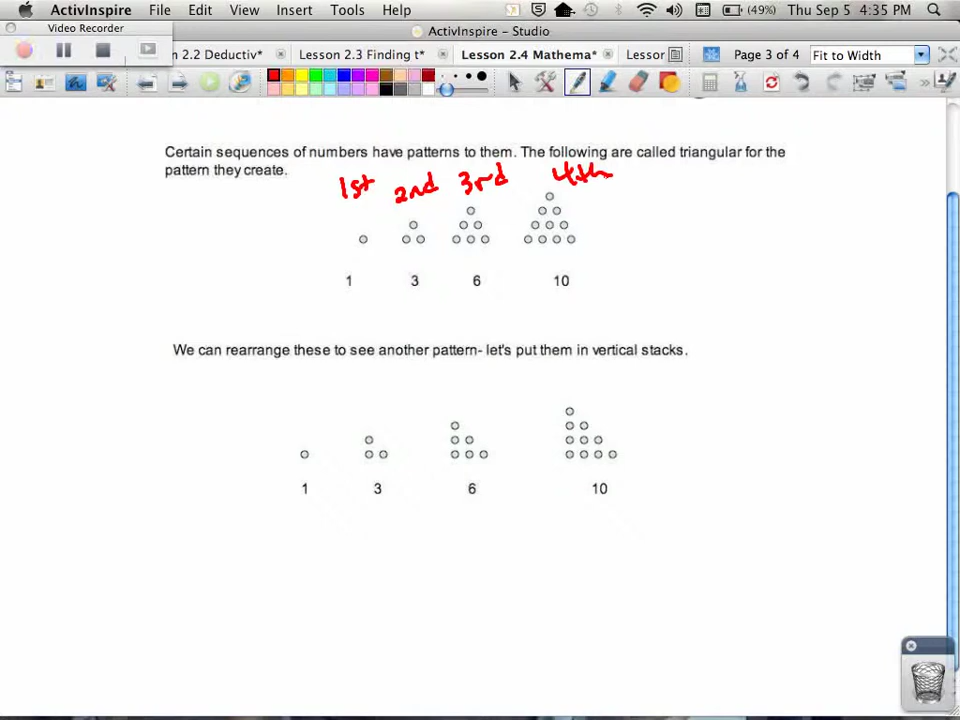 ActivInspire File Edit View Insert Tools Help (49%) Thu Sep 5 4:35 PM
Video Recorder
ActivInspire - Studio
n 2.2 Deductiv* Lesson 2.3 Finding t* Lesson 2.4 Mathema* Lessor Page 3 of 4 Fit to Width
Certain sequences of numbers have patterns to them. The following are called triangular for the
pattern they create.
1st 2nd 3rd 4th
1 3 6 10
We can rearrange these to see another pattern- let's put them in vertical stacks.
1 3 6 10